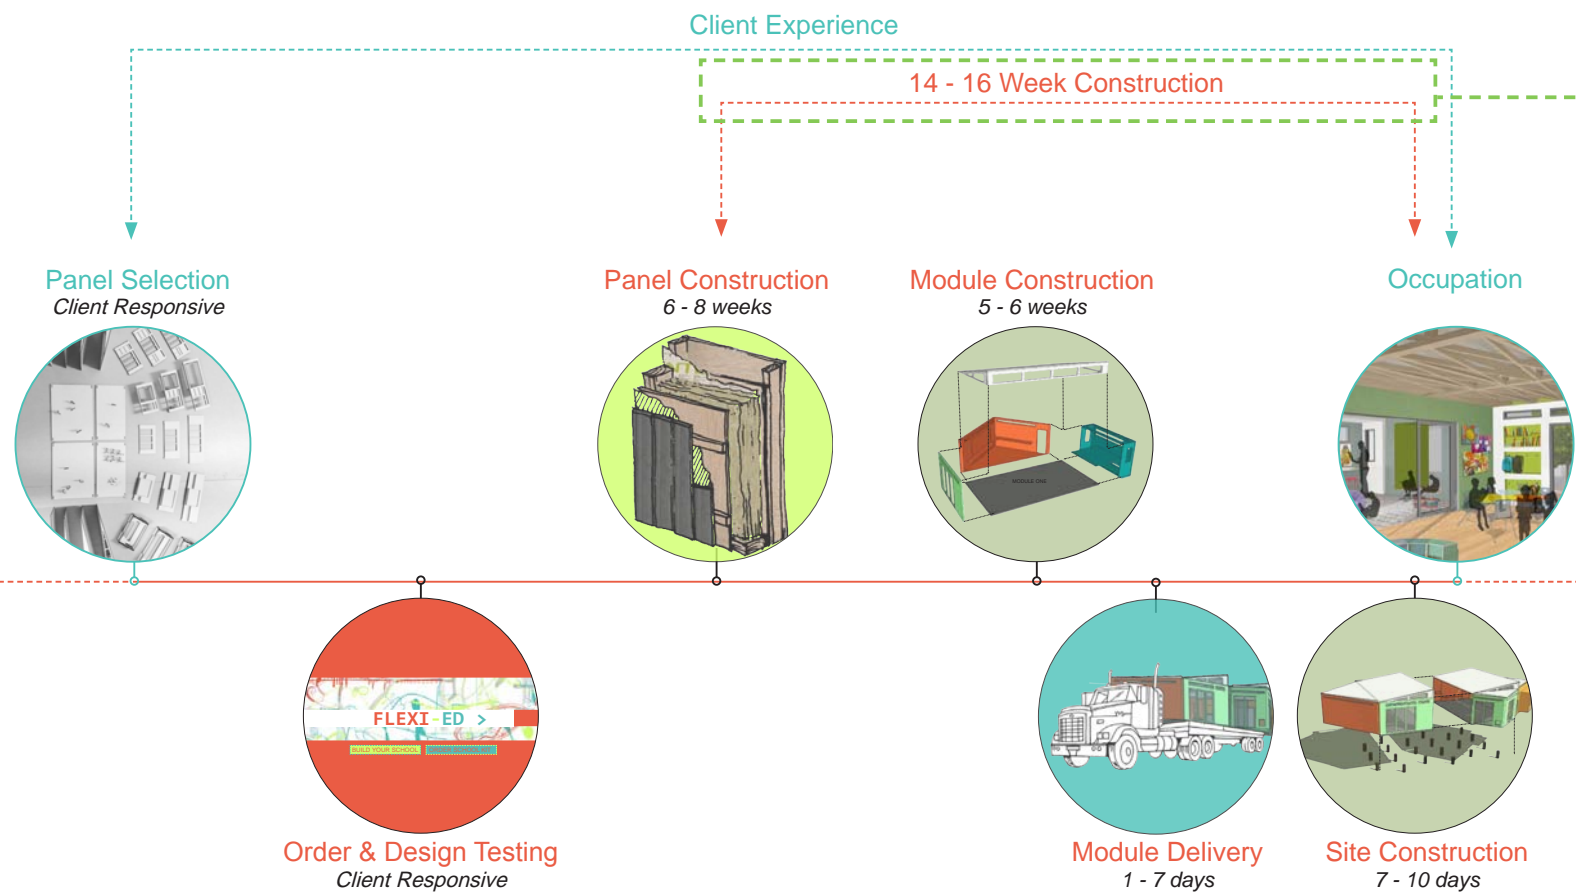 Client Experience
14 - 16 Week Construction
Panel Selection
Client Responsive
Panel Construction
6 - 8 weeks
Module Construction
5 - 6 weeks
Occupation
MODULE ONE
FLEXI-ED >
BUILD YOUR SCHOOL
Order & Design Testing
Client Responsive
Module Delivery
1 - 7 days
Site Construction
7 - 10 days